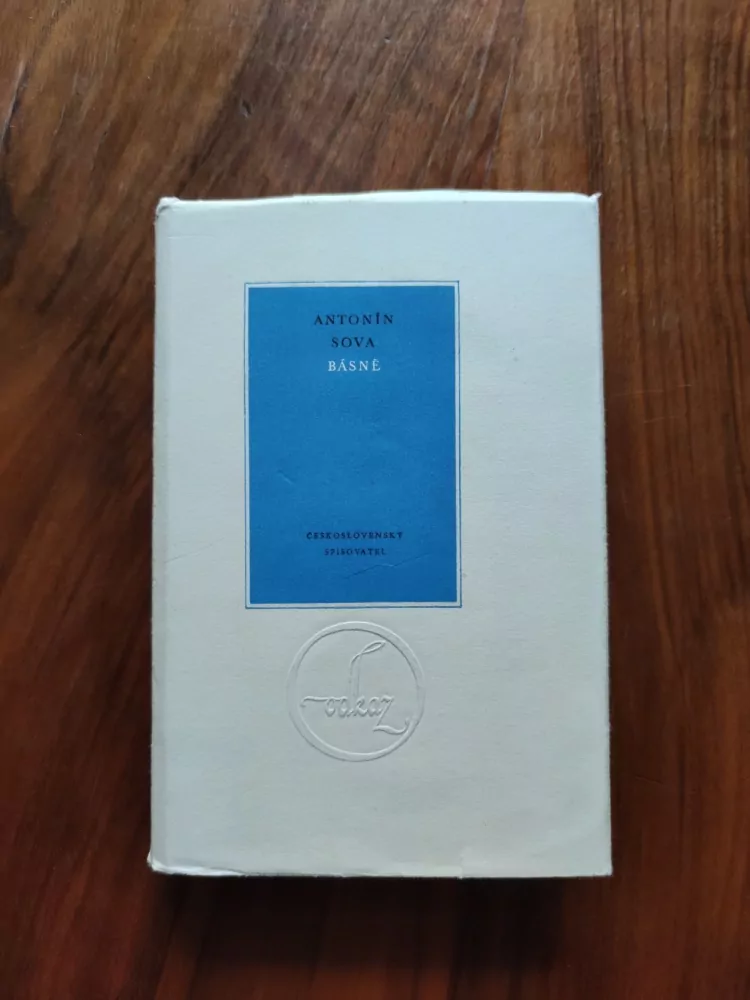 ANTONÍN
SOVA
BÁSNĚ
ČESKOSLOVENSKÝ
SPISOVATEL
odkaz